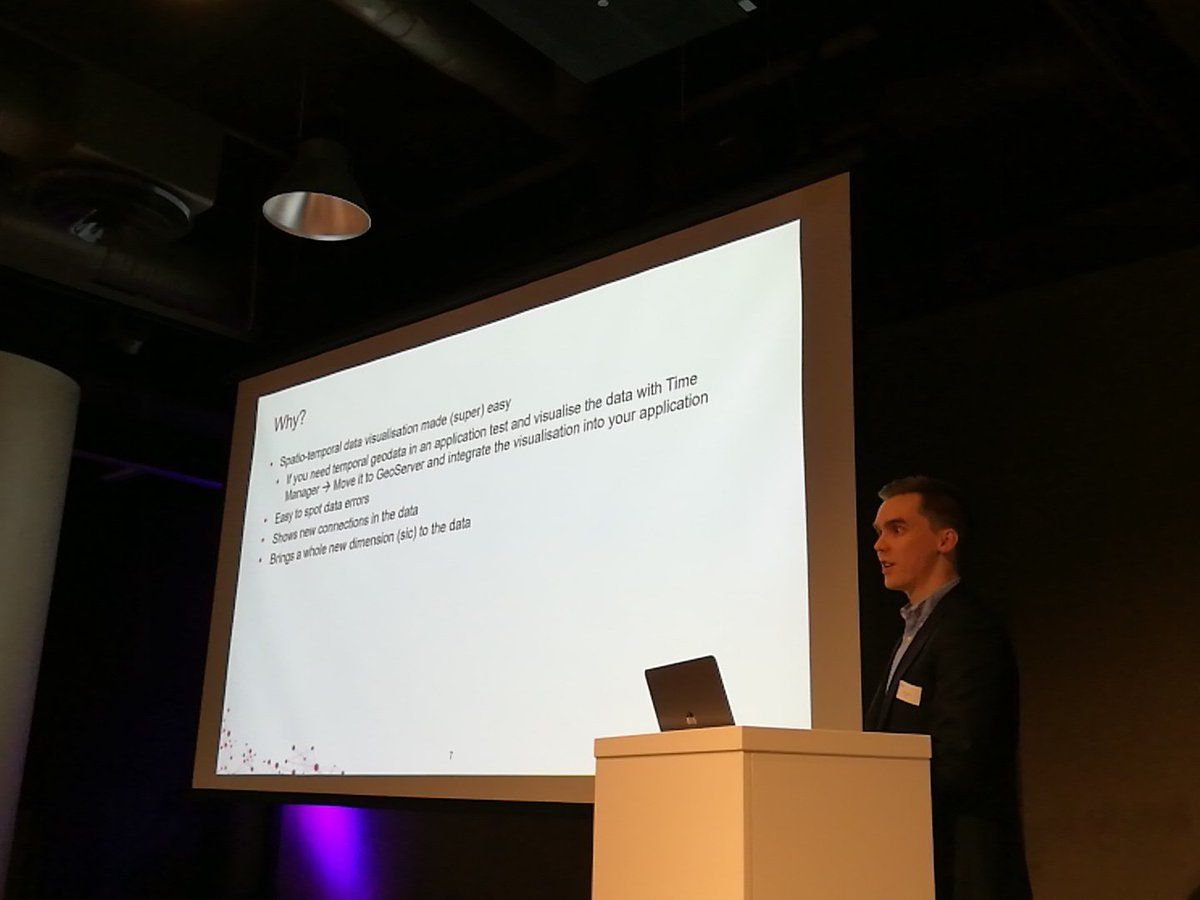 Why?
• Spatio-temporal data visualisation made (super) easy
• If you need temporal geodata in an application test and visualise the data with Time
Manager → Move it to GeoServer and integrate the visualisation into your application
• Easy to spot data errors
• Shows new connections in the data
• Brings a whole new dimension (sic) to the data
7